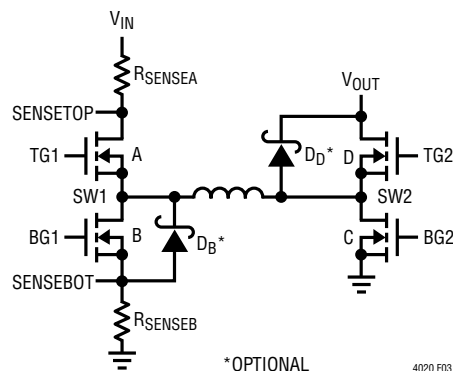 VIN
RSENSEA
SENSETOP
VOUT
TG1
A
DD*
D
TG2
SW1
SW2
BG1
B
DB*
C
BG2
SENSEBOT
RSENSEB
*OPTIONAL
4020 F03